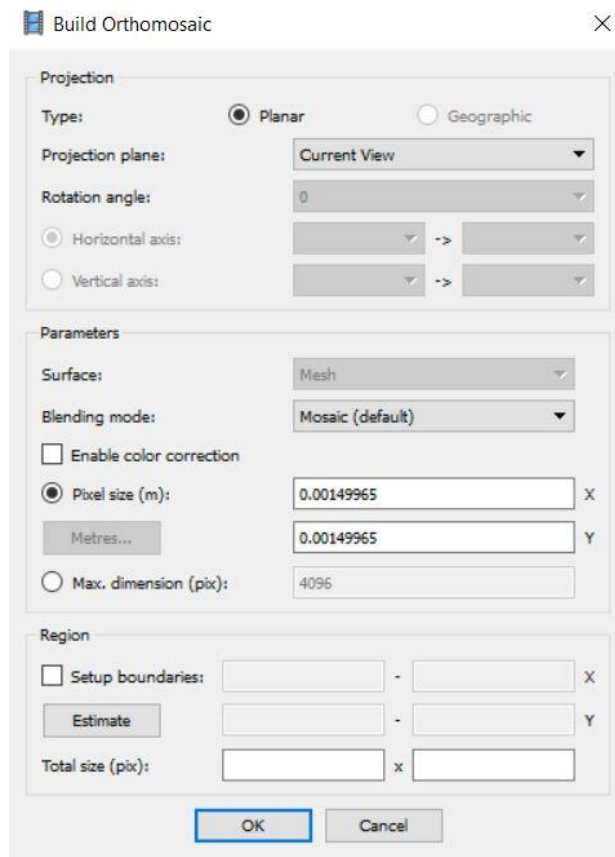 Build Orthomosaic
Projection
Type: Planar Geographic
Projection plane: Current View
Rotation angle: 0
Horizontal axis: ->
Vertical axis: ->
Parameters
Surface: Mesh
Blending mode: Mosaic (default)
Enable color correction
Pixel size (m): 0.00149965 X
Metres... 0.00149965 Y
Max. dimension (pix): 4096
Region
Setup boundaries: - X
Estimate - Y
Total size (pix): x
OK Cancel